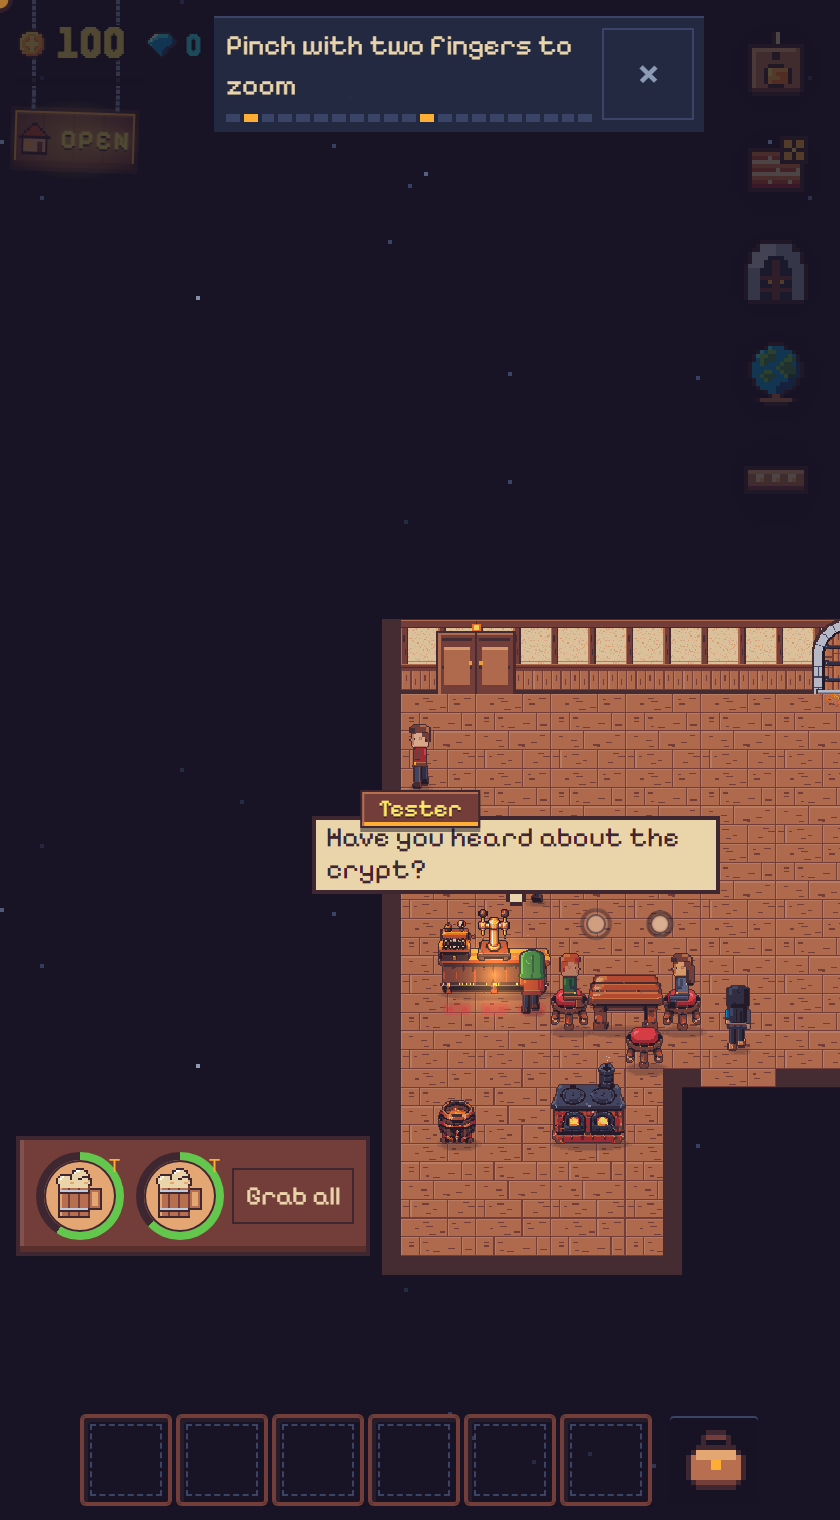 100
0
Pinch with two fingers to
zoom
OPEN
Tester
Have you heard about the
crypt?
T
T
Grab all